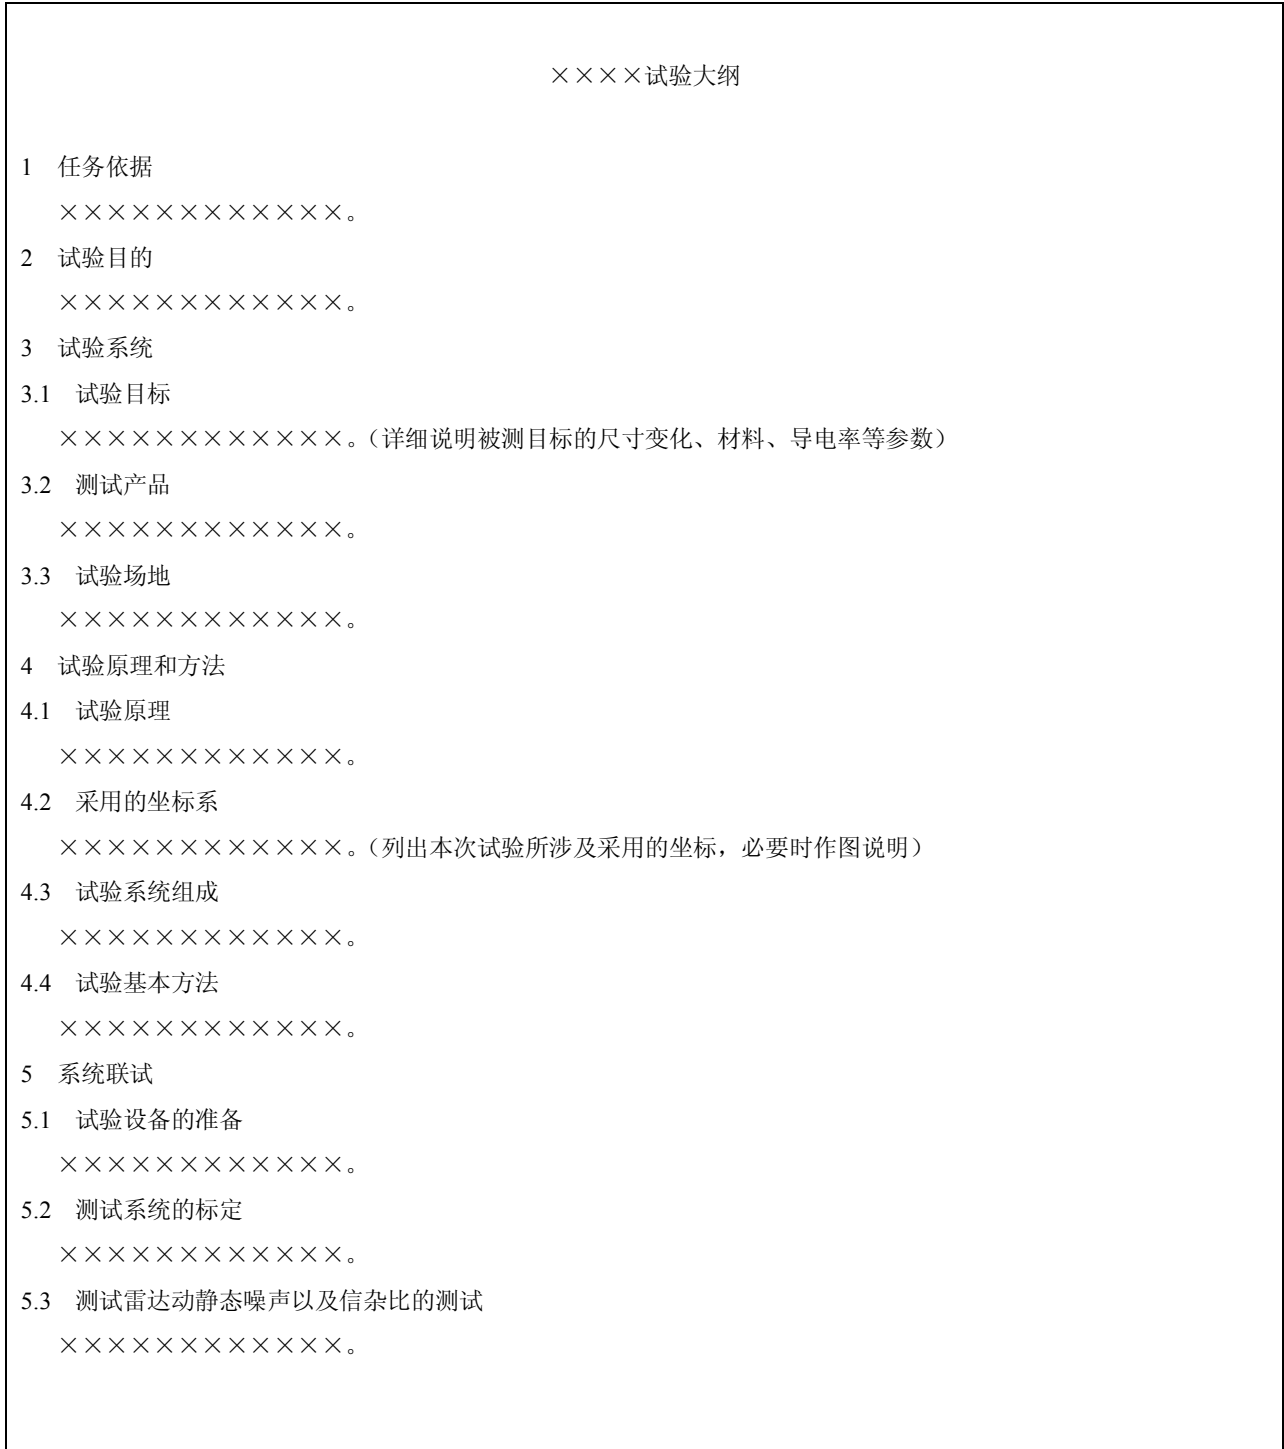 ××××试验大纲
1 任务依据
××××××××××××。
2 试验目的
××××××××××××。
3 试验系统
3.1 试验目标
××××××××××××。（详细说明被测目标的尺寸变化、材料、导电率等参数）
3.2 测试产品
××××××××××××。
3.3 试验场地
××××××××××××。
4 试验原理和方法
4.1 试验原理
××××××××××××。
4.2 采用的坐标系
××××××××××××。（列出本次试验所涉及采用的坐标，必要时作图说明）
4.3 试验系统组成
××××××××××××。
4.4 试验基本方法
××××××××××××。
5 系统联试
5.1 试验设备的准备
××××××××××××。
5.2 测试系统的标定
××××××××××××。
5.3 测试雷达动静态噪声以及信杂比的测试
××××××××××××。